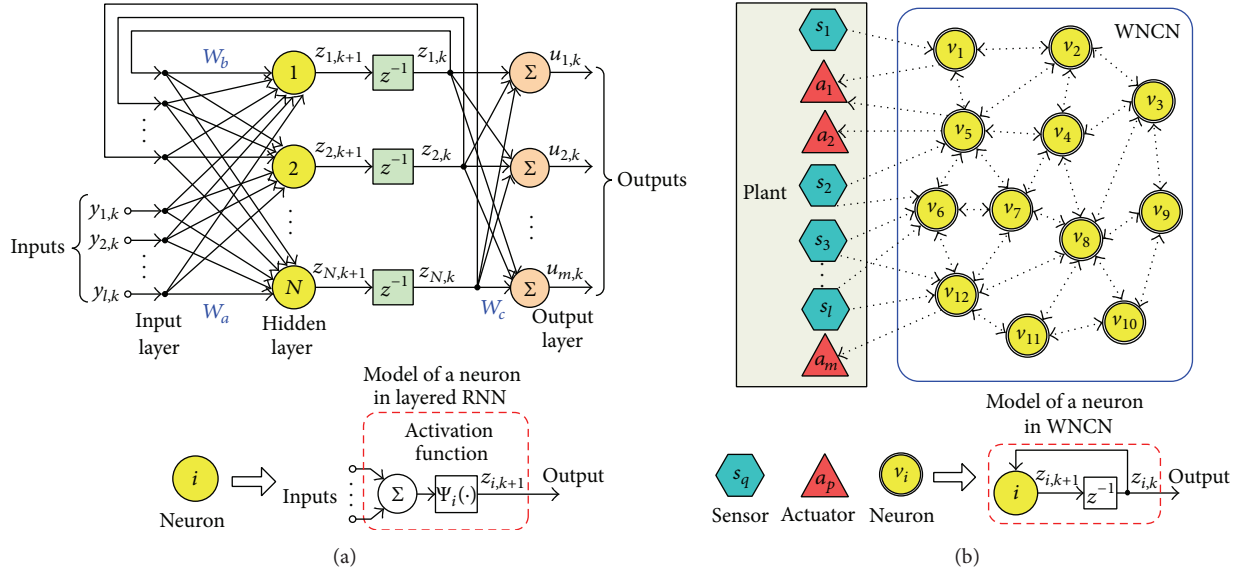 W_b z_{1,k+1} z_{1,k} u_{1,k}
1 z^{-1} Σ
z_{2,k+1} z_{2,k} u_{2,k}
2 z^{-1} Σ
Outputs
Inputs
y_{1,k}
y_{2,k}
y_{l,k}
z_{N,k+1} z_{N,k} u_{m,k}
N z^{-1} Σ
W_a W_c
Input
layer
Hidden
layer
Output
layer
Model of a neuron
in layered RNN
Activation
function
i
Neuron
Inputs
Σ
Ψ_i(·)
z_{i,k+1}
Output
(a)
Plant
s_1
a_1
a_2
s_2
s_3
s_l
a_m
WNCN
v_1
v_2
v_3
v_5
v_4
v_6
v_7
v_9
v_8
v_12
v_11
v_10
Model of a neuron
in WNCN
s_q
Sensor
a_p
Actuator
v_i
Neuron
i
z_{i,k+1}
z^{-1}
z_{i,k}
Output
(b)